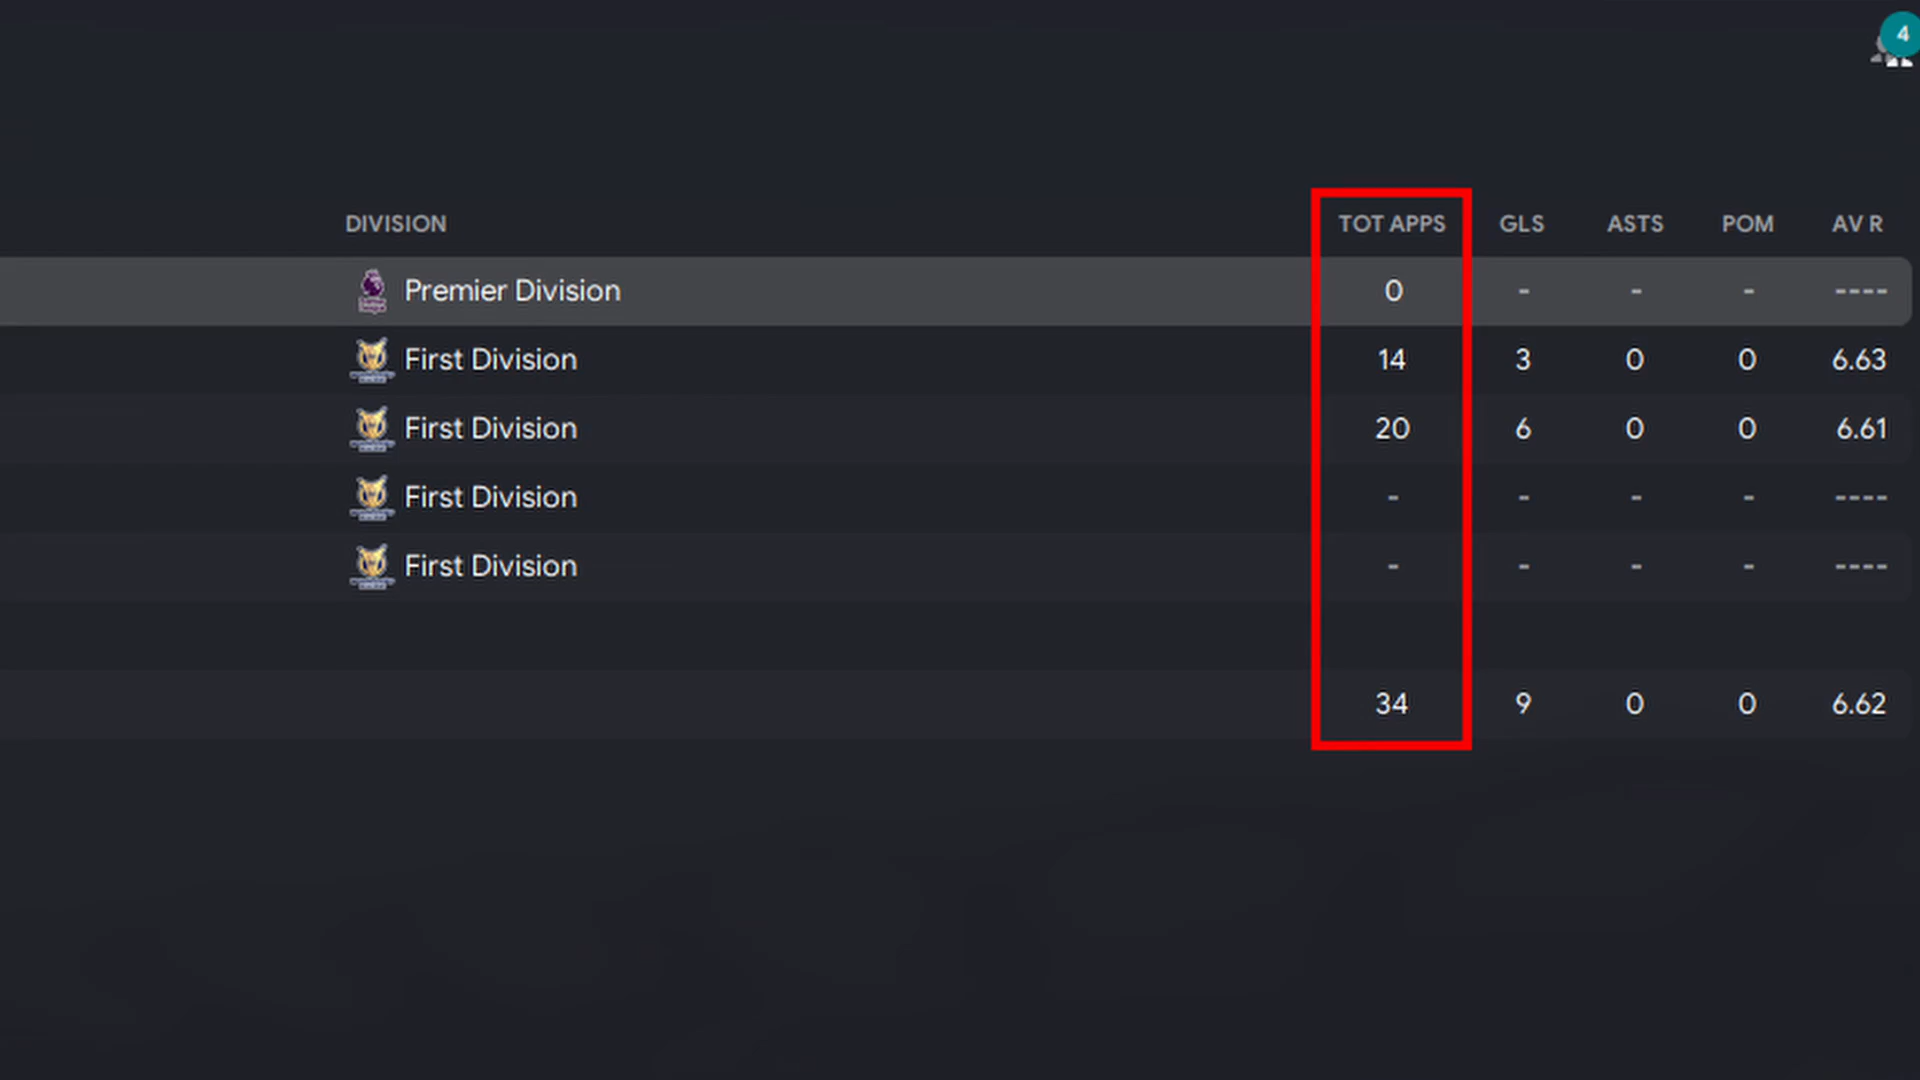 4
DIVISION TOT APPS GLS ASTS POM AV R
Premier Division 0 - - - ----
First Division 14 3 0 0 6.63
First Division 20 6 0 0 6.61
First Division - - - - ----
First Division - - - - ----
34 9 0 0 6.62